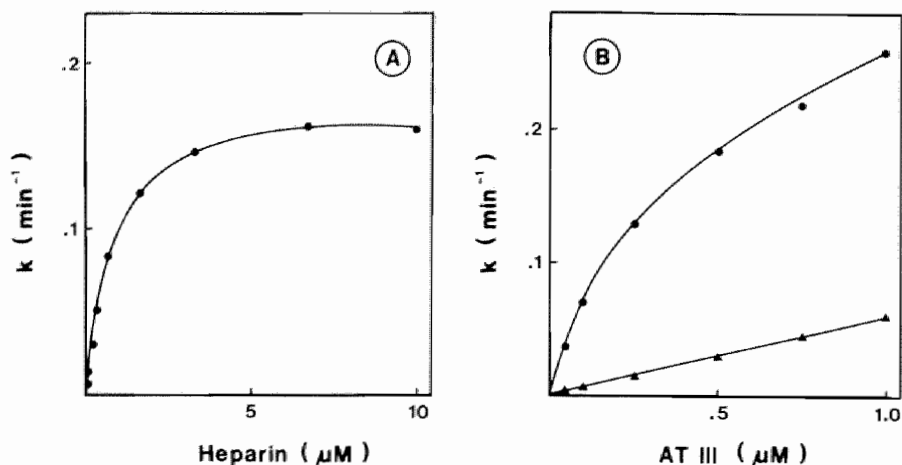 A
.2
.1
k ( min⁻¹ )
5
10
Heparin ( μM )
B
.2
.1
k ( min⁻¹ )
.5
1.0
AT III ( μM )